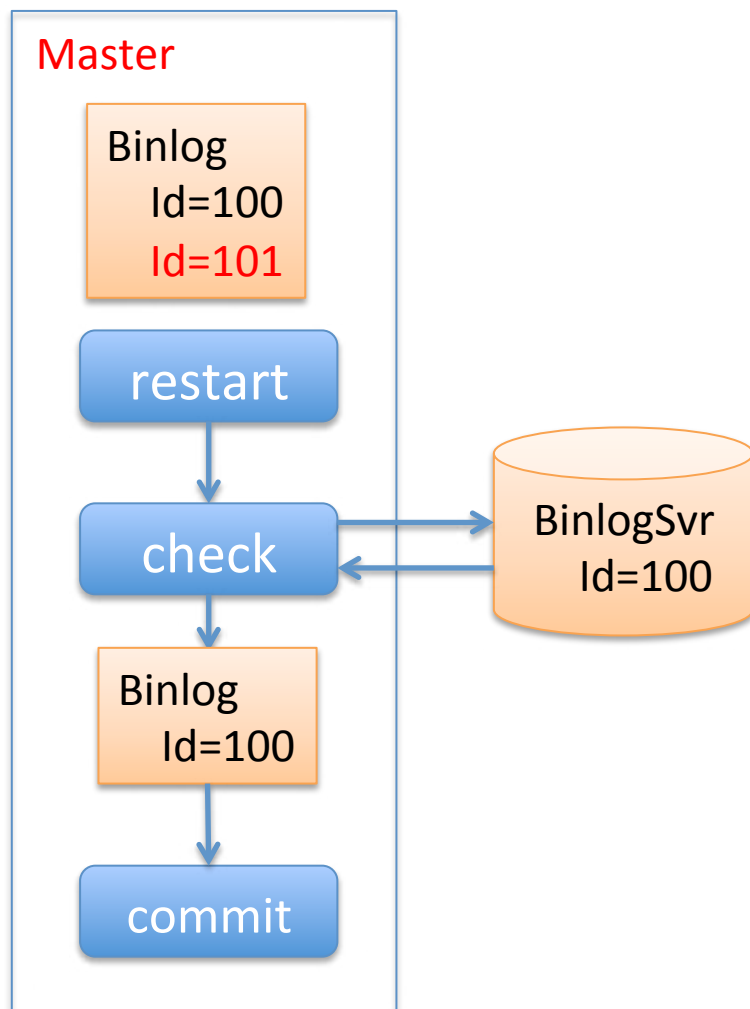 Master
Binlog
Id=100
Id=101
restart
check
BinlogSvr
Id=100
Binlog
Id=100
commit